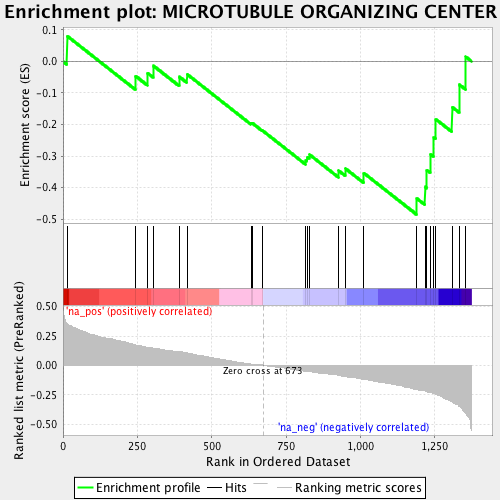 Enrichment plot: MICROTUBULE ORGANIZING CENTER
Enrichment score (ES)
0.1
0.0
-0.1
-0.2
-0.3
-0.4
-0.5
Ranked list metric (PreRanked)
0.50
0.25
0.00
-0.25
-0.50
'na_pos' (positively correlated)
Zero cross at 673
'na_neg' (negatively correlated)
0
250
500
750
1,000
1,250
Rank in Ordered Dataset
Enrichment profile
Hits
Ranking metric scores